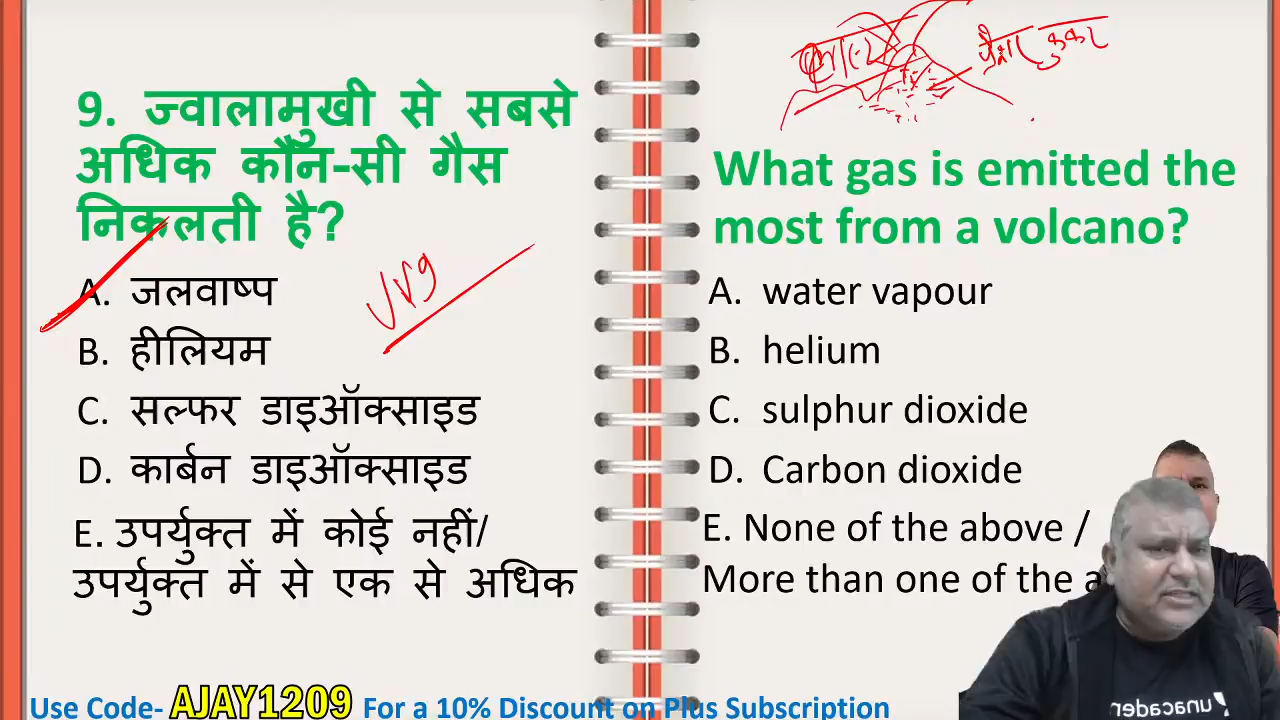 9. ज्वालामुखी से सबसे
अधिक कौन-सी गैस
निकलती है?
A. जलवाष्प
B. हीलियम
C. सल्फर डाइऑक्साइड
D. कार्बन डाइऑक्साइड
E. उपर्युक्त में कोई नहीं/
उपर्युक्त में से एक से अधिक
What gas is emitted the
most from a volcano?
A. water vapour
B. helium
C. sulphur dioxide
D. Carbon dioxide
E. None of the above /
More than one of the a
unacadem
Use Code- AJAY1209 For a 10% Discount on Plus Subscription